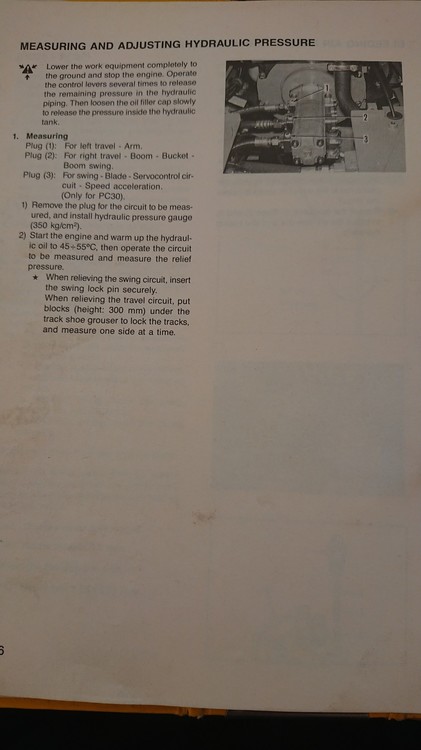 MEASURING AND ADJUSTING HYDRAULIC PRESSURE
Lower the work equipment completely to
the ground and stop the engine. Operate
the control levers several times to release
the remaining pressure in the hydraulic
piping. Then loosen the oil filler cap slowly
to release the pressure inside the hydraulic
tank.
1. Measuring
Plug (1): For left travel - Arm.
Plug (2): For right travel - Boom - Bucket -
Boom swing.
Plug (3): For swing - Blade - Servocontrol cir-
cuit - Speed acceleration.
(Only for PC30).
1) Remove the plug for the circuit to be meas-
ured, and install hydraulic pressure gauge
(350 kg/cm²).
2) Start the engine and warm up the hydraul-
ic oil to 45÷55°C, then operate the circuit
to be measured and measure the relief
pressure.
★ When relieving the swing circuit, insert
the swing lock pin securely.
When relieving the travel circuit, put
blocks (height: 300 mm) under the
track shoe grouser to lock the tracks,
and measure one side at a time.
1
2
3
6